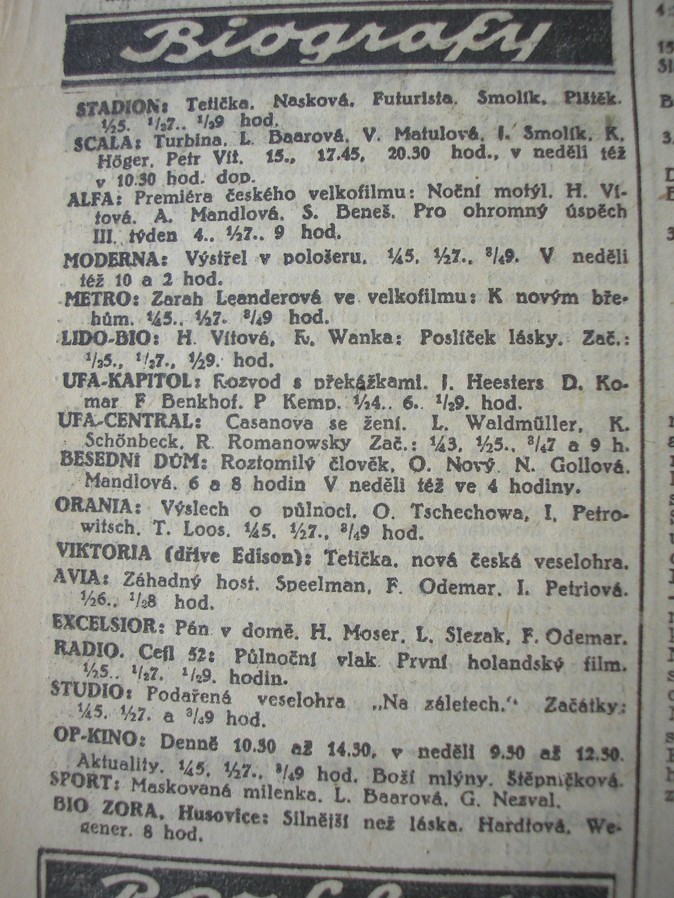 Biografy
STADION: Tetička. Nasková, Futurista, Smolík, Plštěk.
½5. ½7.. ½9 hod.
SCALA: Turbina. L. Baarová, V. Matulová, J. Smolík, K.
Höger, Petr Vít. 15., 17.45, 20.30 hod., v neděli též
v 10.30 hod. dop.
ALFA: Premiéra českého velkofilmu: Noční motýl. H. Ví-
tová. A. Mandlová, S. Beneš. Pro ohromný úspěch
III. týden 4., ½7., 9 hod.
MODERNA: Výstřel v pološeru. ¼5, ½7., ¾9. V neděli
též 10 a 2 hod.
METRO: Zarah Leanderová ve velkofilmu: K novým bře-
hům. ¼5.. ½7. ¾9 hod.
LIDO-BIO: H. Vítová, R. Wanka: Poslíček lásky. Zač.:
½5., ½7., ½9. hod.
UFA-KAPITOL: Rozvod s překážkami. J. Heesters D. Ko-
mar F. Benkhof. P Kemp. ½4.. 6.. ½9. hod.
UFA-CENTRAL: Casanova se žení. L. Waldmüller, K.
Schönbeck, R. Romanowsky Zač.: ¼3, ½5., ¾7 a 9 h.
BESEDNÍ DŮM: Roztomilý člověk, O. Nový. N. Gollová,
Mandlová. 6 a 8 hodin V neděli též ve 4 hodiny.
ORANIA: Výslech o půlnoci. O. Tschechowa, I. Petro-
witsch. T. Loos. ¼5, ½7., ¾9 hod.
VIKTORIA (dříve Edison): Tetička, nová česká veselohra.
AVIA: Záhadný host. Speelman, F. Odemar. I. Petriová.
½6.. ½8 hod.
EXCELSIOR: Pán v domě. H. Moser, L. Slezak, F. Odemar.
RADIO. Cejl 52: Půlnoční vlak První holandský film.
½5.. ½7. ½9. hodin.
STUDIO: Podařená veselohra „Na záletech.“ Začátky:
¼5. ½7. a ¾9 hod.
OP-KINO: Denně 10.30 až 14.30, v neděli 9.30 až 12.30.
Aktuality. ¼5, ½7., ¾9 hod. Boží mlýny. Štěpničková.
SPORT: Maskovaná milenka. L. Baarová, G. Nezval.
BIO ZORA, Husovice: Silnější než láska. Hardtová, We-
gener. 8 hod.